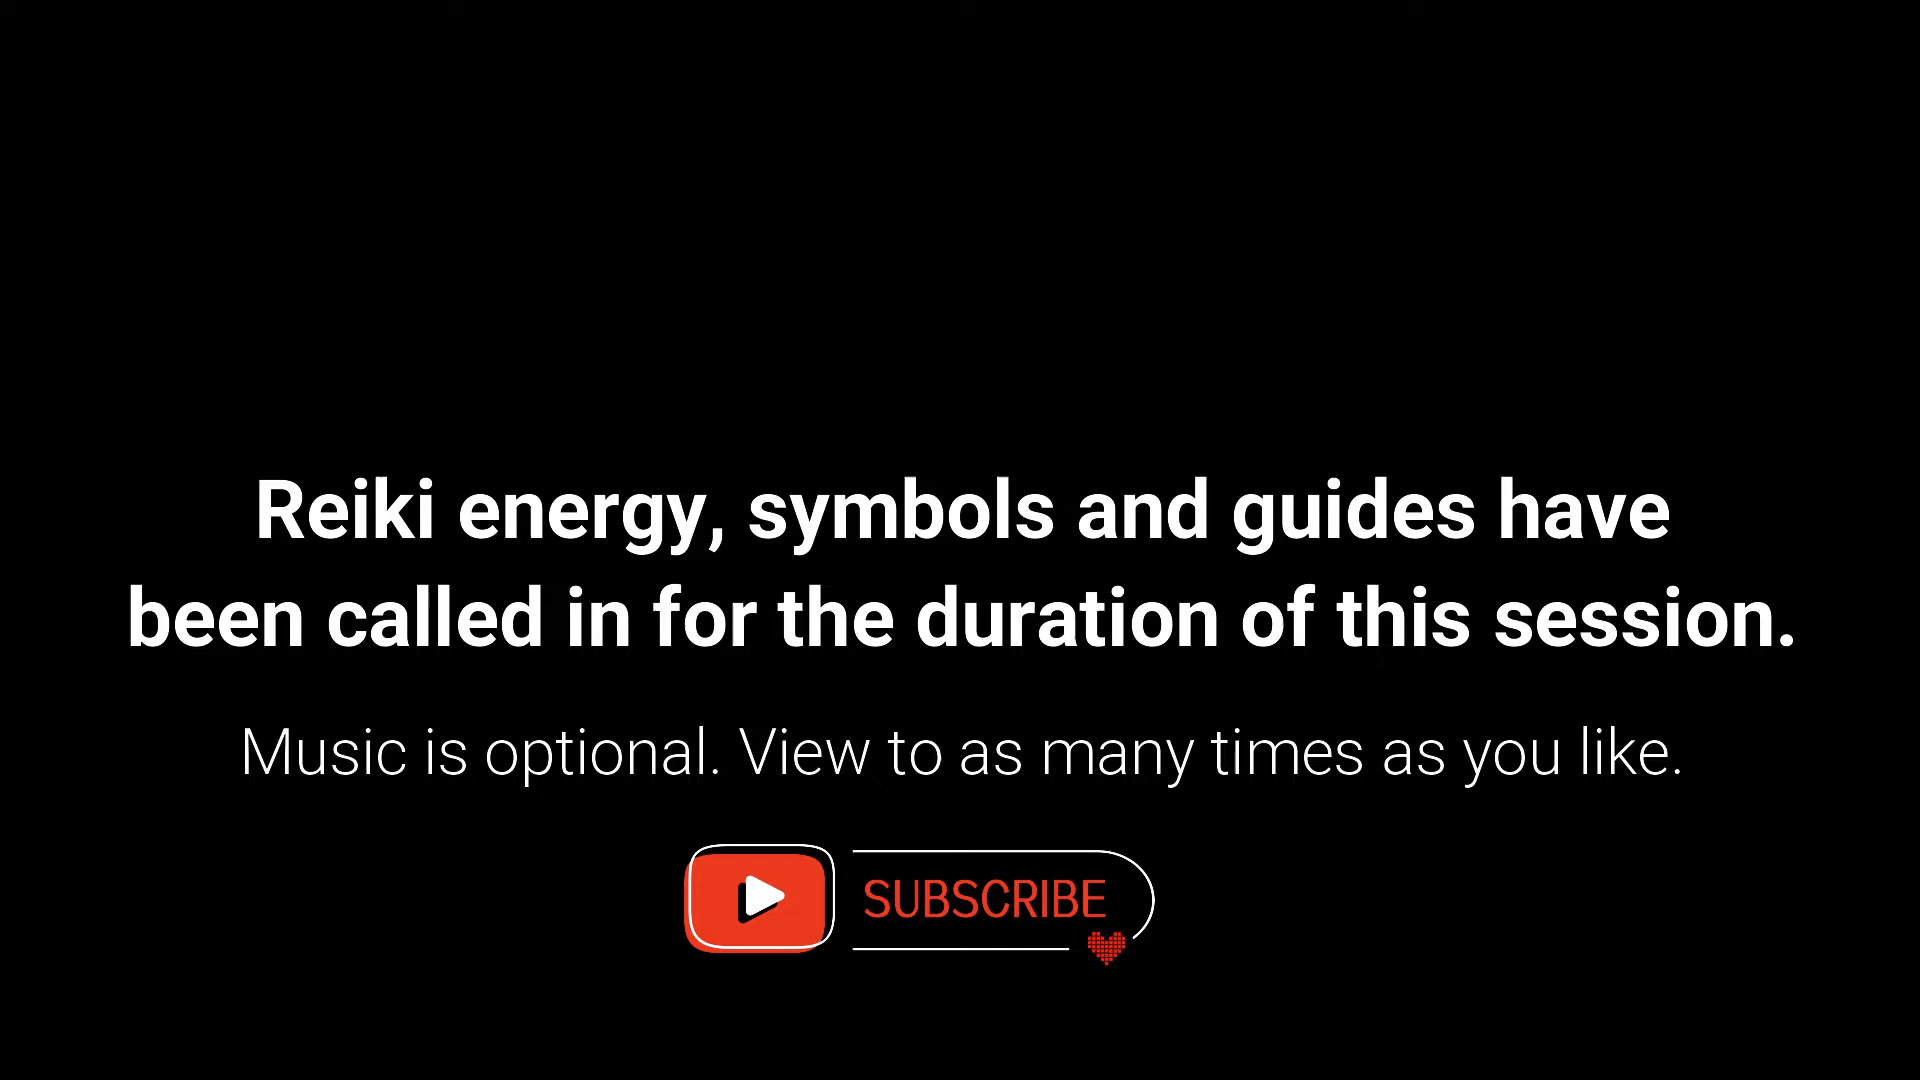 Reiki energy, symbols and guides have
been called in for the duration of this session.
Music is optional. View to as many times as you like.
SUBSCRIBE